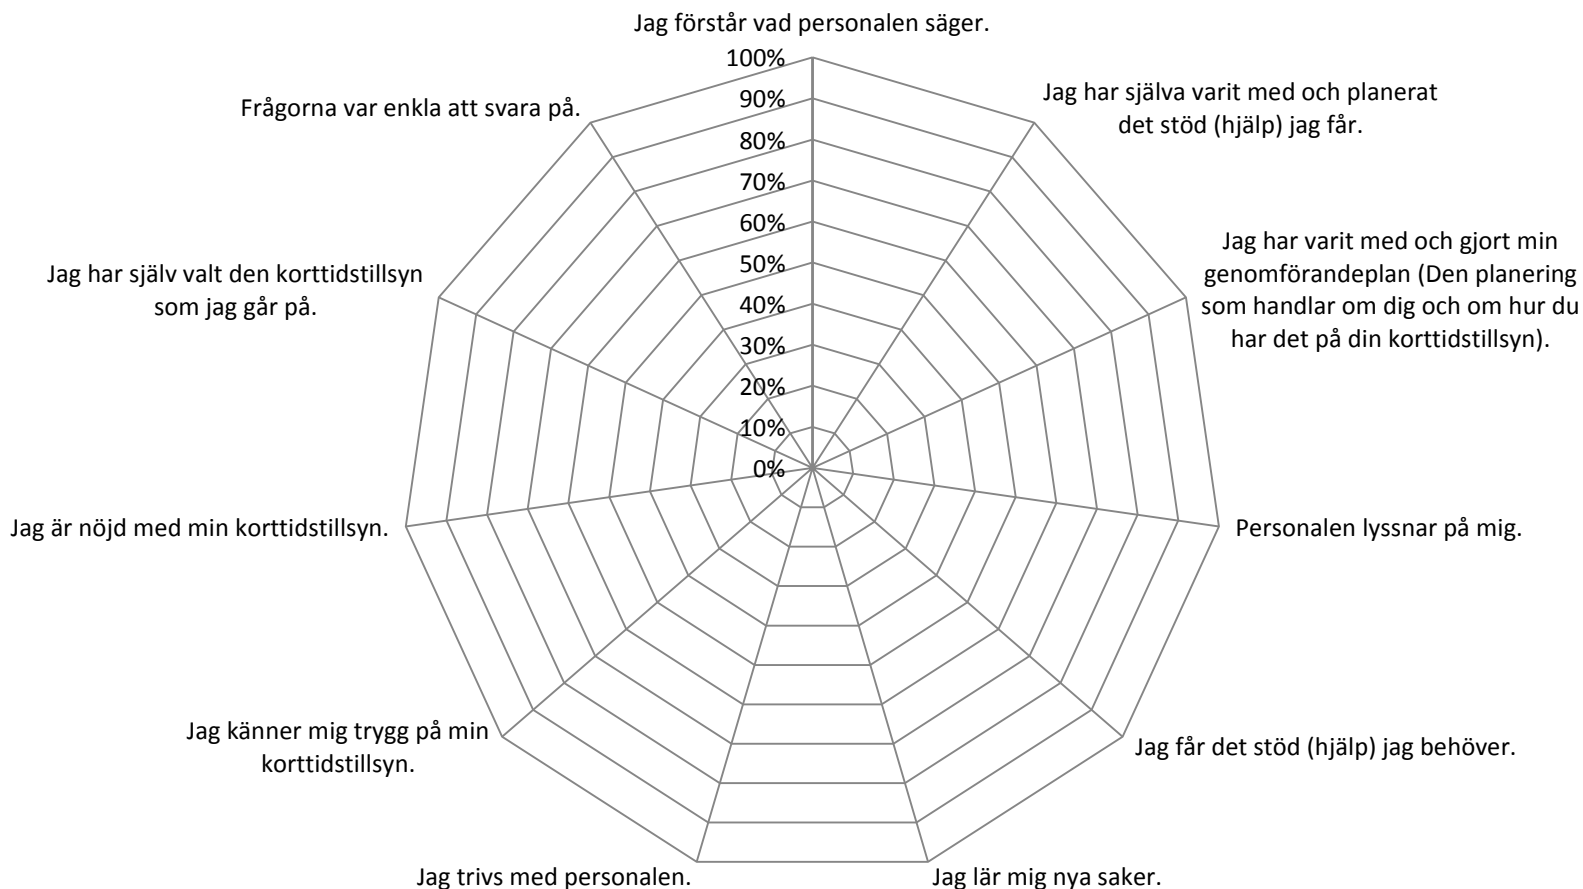 Jag förstår vad personalen säger.
100%
90%
80%
70%
60%
50%
40%
30%
20%
10%
0%
Jag har själva varit med och planerat
det stöd (hjälp) jag får.
Jag har varit med och gjort min
genomförandeplan (Den planering
som handlar om dig och om hur du
har det på din korttidstillsyn).
Personalen lyssnar på mig.
Jag får det stöd (hjälp) jag behöver.
Jag lär mig nya saker.
Jag trivs med personalen.
Jag känner mig trygg på min
korttidstillsyn.
Jag är nöjd med min korttidstillsyn.
Jag har själv valt den korttidstillsyn
som jag går på.
Frågorna var enkla att svara på.